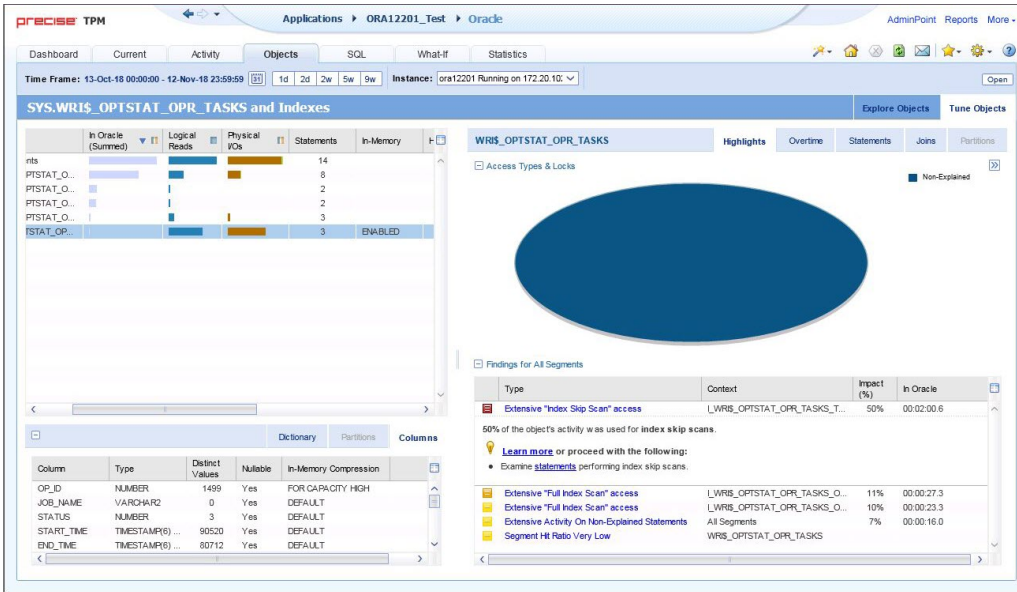 precise TPM
Applications ORA12201_Test Oracle
AdminPoint Reports More
Dashboard Current Activity Objects SQL What-If Statistics
Time Frame: 13-Oct-18 00:00:00 - 12-Nov-18 23:59:59 31 1d 2d 2w 5w 9w Instance: ora12201 Running on 172.20.10: Open
SYS.WRI$_OPTSTAT_OPR_TASKS and Indexes
Explore Objects Tune Objects
In Oracle (Summed) Logical Reads Physical I/Os Statements In-Memory H
nts 14
PTSTAT_O... 8
PTSTAT_O... 2
PTSTAT_O... 2
PTSTAT_O... 3
TSTAT_OP... 3 ENABLED
WRI$_OPTSTAT_OPR_TASKS Highlights Overtime Statements Joins Partitions
Access Types & Locks
Non-Explained
Findings for All Segments
Type Context Impact (%) In Oracle
Extensive "Index Skip Scan" access I_WRI$_OPTSTAT_OPR_TASKS_T... 50% 00:02:00.6
50% of the object's activity was used for index skip scans.
Learn more or proceed with the following:
• Examine statements performing index skip scans.
Extensive "Full Index Scan" access I_WRI$_OPTSTAT_OPR_TASKS_O... 11% 00:00:27.3
Extensive "Full Index Scan" access I_WRI$_OPTSTAT_OPR_TASKS_O... 10% 00:00:23.3
Extensive Activity On Non-Explained Statements All Segments 7% 00:00:16.0
Segment Hit Ratio Very Low WRI$_OPTSTAT_OPR_TASKS
Dictionary Partitions Columns
Column Type Distinct Values Nullable In-Memory Compression
OP_ID NUMBER 1499 Yes FOR CAPACITY HIGH
JOB_NAME VARCHAR2 0 Yes DEFAULT
STATUS NUMBER 3 Yes DEFAULT
START_TIME TIMESTAMP(6) ... 90520 Yes DEFAULT
END_TIME TIMESTAMP(6) ... 80712 Yes DEFAULT